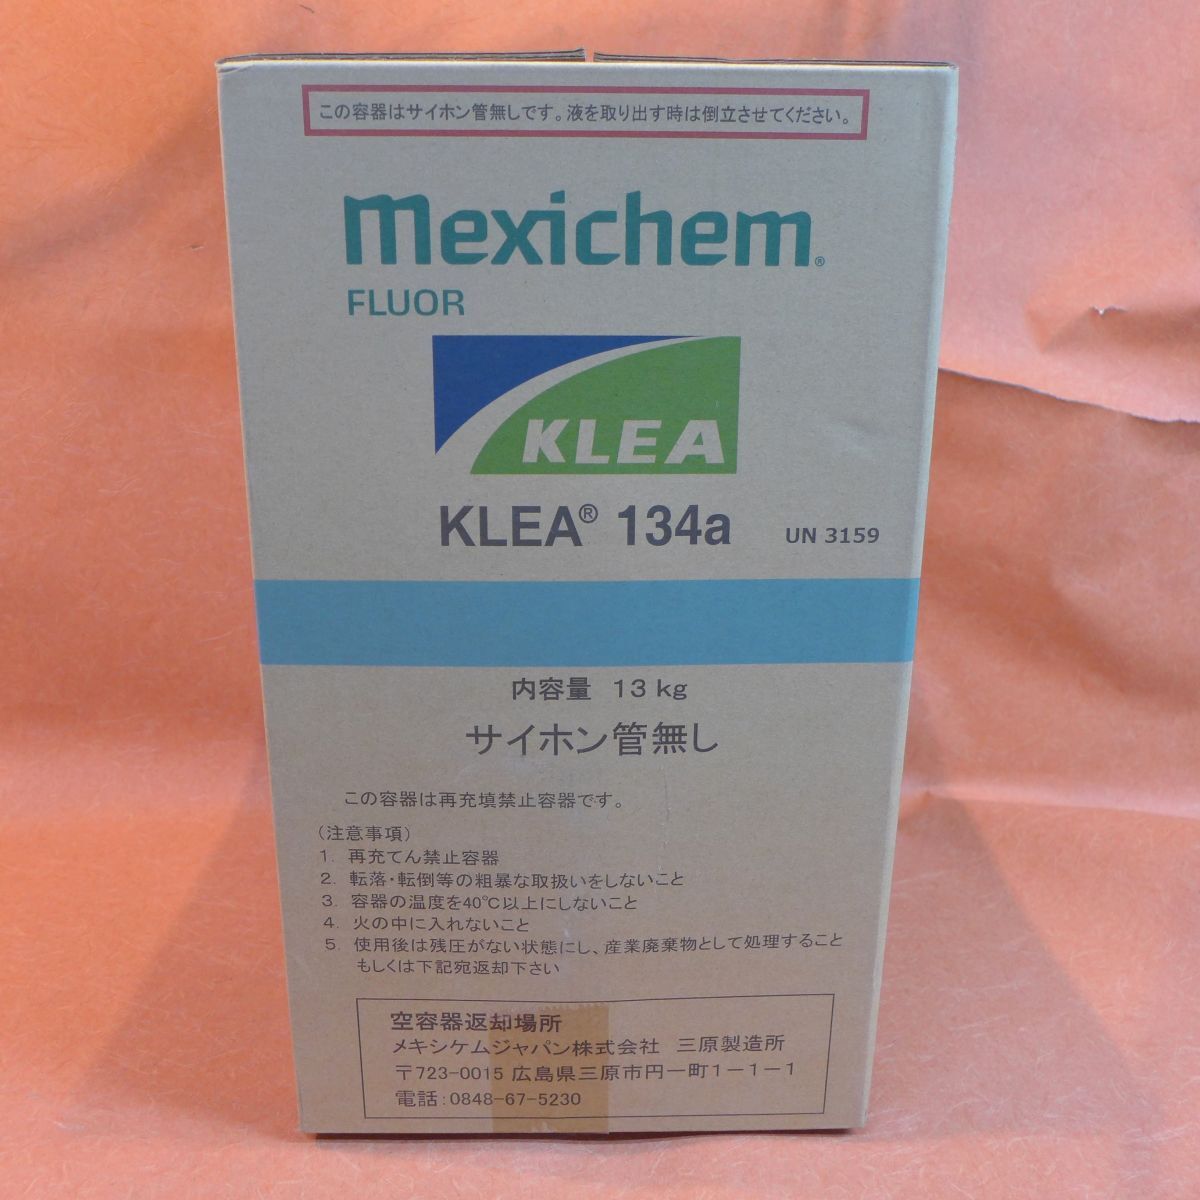 この容器はサイホン管無しです。液を取り出す時は倒立させてください。
mexichem®
FLUOR
KLEA
KLEA® 134a UN 3159
内容量 13 kg
サイホン管無し
この容器は再充填禁止容器です。
（注意事項）
1. 再充てん禁止容器
2. 転落・転倒等の粗暴な取扱いをしないこと
3. 容器の温度を40℃以上にしないこと
4. 火の中に入れないこと
5. 使用後は残圧がない状態にし、産業廃棄物として処理すること
もしくは下記宛返却下さい
空容器返却場所
メキシケムジャパン株式会社 三原製造所
〒723-0015 広島県三原市円一町1-1-1
電話:0848-67-5230